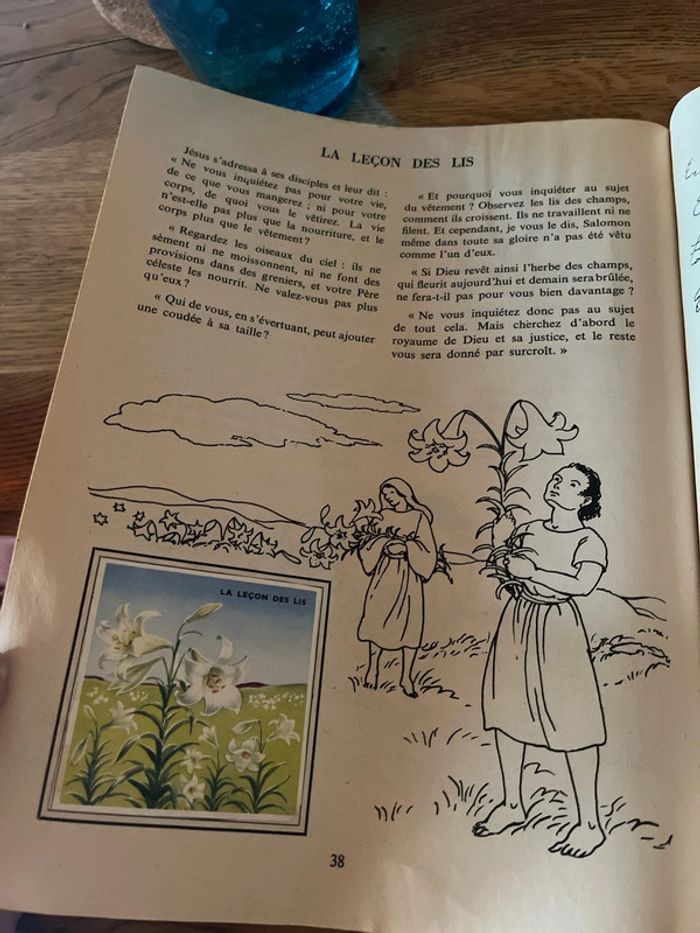 LA LEÇON DES LIS
Jésus s'adressa à ses disciples et leur dit :
« Ne vous inquiétez pas pour votre vie,
de ce que vous mangerez ; ni pour votre
corps, de quoi vous le vêtirez. La vie
n'est-elle pas plus que la nourriture, et le
corps plus que le vêtement ?
« Regardez les oiseaux du ciel : ils ne
sèment ni ne moissonnent, ni ne font des
provisions dans des greniers, et votre Père
céleste les nourrit. Ne valez-vous pas plus
qu'eux ?
« Qui de vous, en s'évertuant, peut ajouter
une coudée à sa taille ?
« Et pourquoi vous inquiéter au sujet
du vêtement ? Observez les lis des champs,
comment ils croissent. Ils ne travaillent ni ne
filent. Et cependant, je vous le dis, Salomon
même dans toute sa gloire n'a pas été vêtu
comme l'un d'eux.
« Si Dieu revêt ainsi l'herbe des champs,
qui fleurit aujourd'hui et demain sera brûlée,
ne fera-t-il pas pour vous bien davantage ?
« Ne vous inquiétez donc pas au sujet
de tout cela. Mais cherchez d'abord le
royaume de Dieu et sa justice, et le reste
vous sera donné par surcroît. »
LA LEÇON DES LIS
38